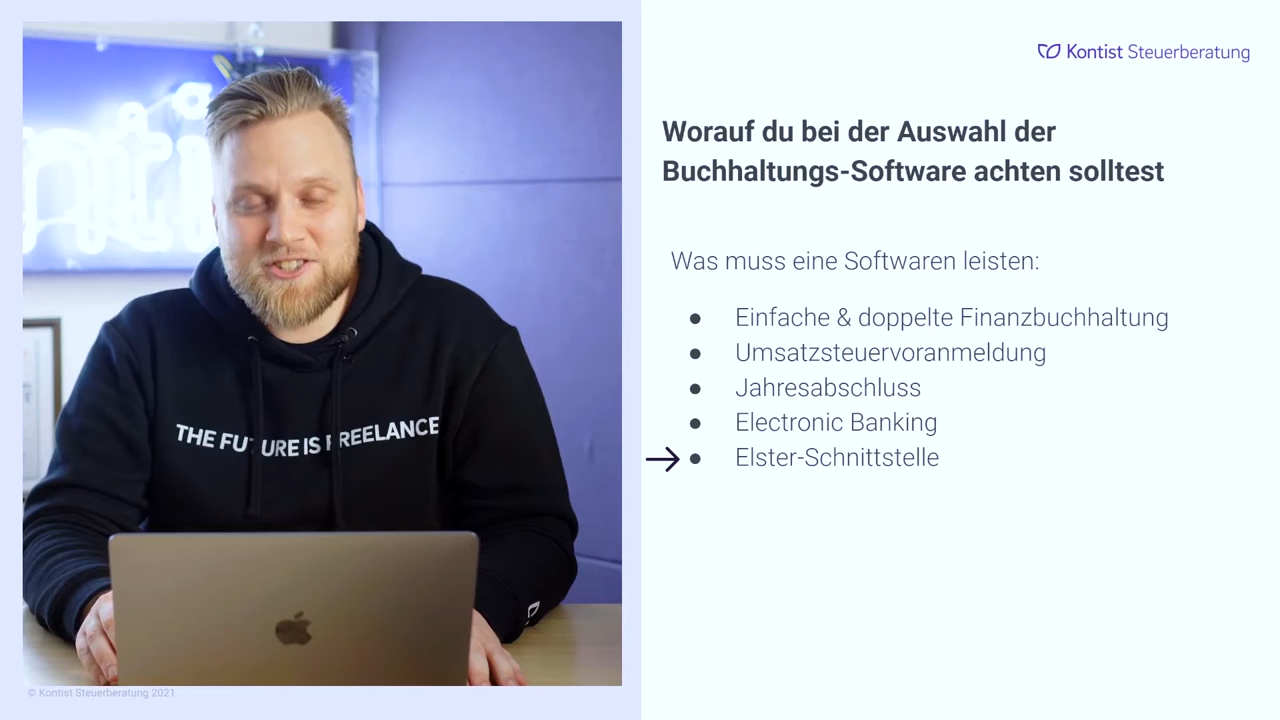 Kontist Steuerberatung
Worauf du bei der Auswahl der
Buchhaltungs-Software achten solltest
Was muss eine Softwaren leisten:
● Einfache & doppelte Finanzbuchhaltung
● Umsatzsteuervoranmeldung
● Jahresabschluss
● Electronic Banking
→ ● Elster-Schnittstelle
THE FUTURE IS FREELANCE
© Kontist Steuerberatung 2021